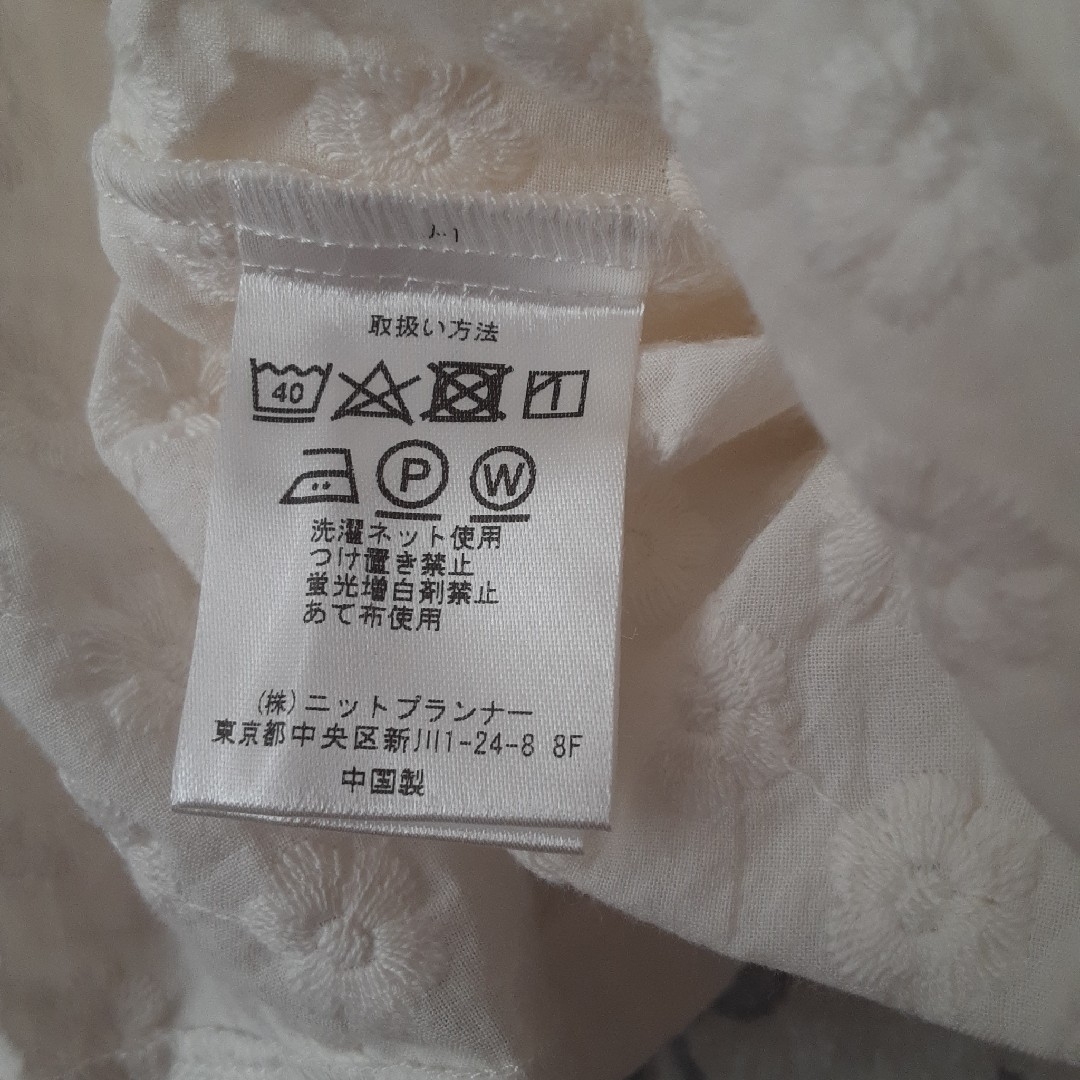 取扱い方法
40
P W
洗濯ネット使用
つけ置き禁止
蛍光増白剤禁止
あて布使用
(株)ニットプランナー
東京都中央区新川1-24-8 8F
中国製